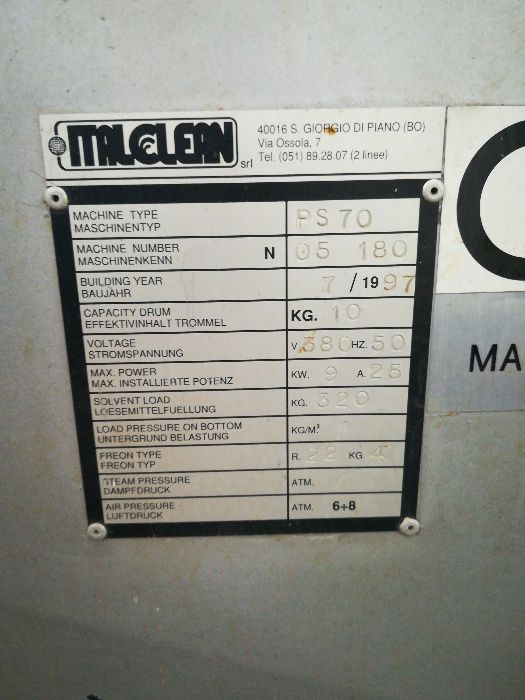 ITALCLEAN srl
40016 S. GIORGIO DI PIANO (BO)
Via Ossola, 7
Tel. (051) 89.28.07 (2 linee)
MACHINE TYPE PS 70
MASCHINENTYP
MACHINE NUMBER N 05 180
MASCHINENKENN
BUILDING YEAR 7 / 1997
BAUJAHR
CAPACITY DRUM KG. 10
EFFEKTIVINHALT TROMMEL
VOLTAGE V. 380 HZ. 50
STROMSPANNUNG
MAX. POWER KW. 9 A. 25
MAX. INSTALLIERTE POTENZ
SOLVENT LOAD KG. 320
LOESEMITTELFUELLUNG
LOAD PRESSURE ON BOTTOM KG/M.²
UNTERGRUND BELASTUNG
FREON TYPE R. 22 KG. 4
FREON TYP
STEAM PRESSURE ATM.
DAMPFDRUCK
AIR PRESSURE ATM. 6÷8
LUFTDRUCK
MA